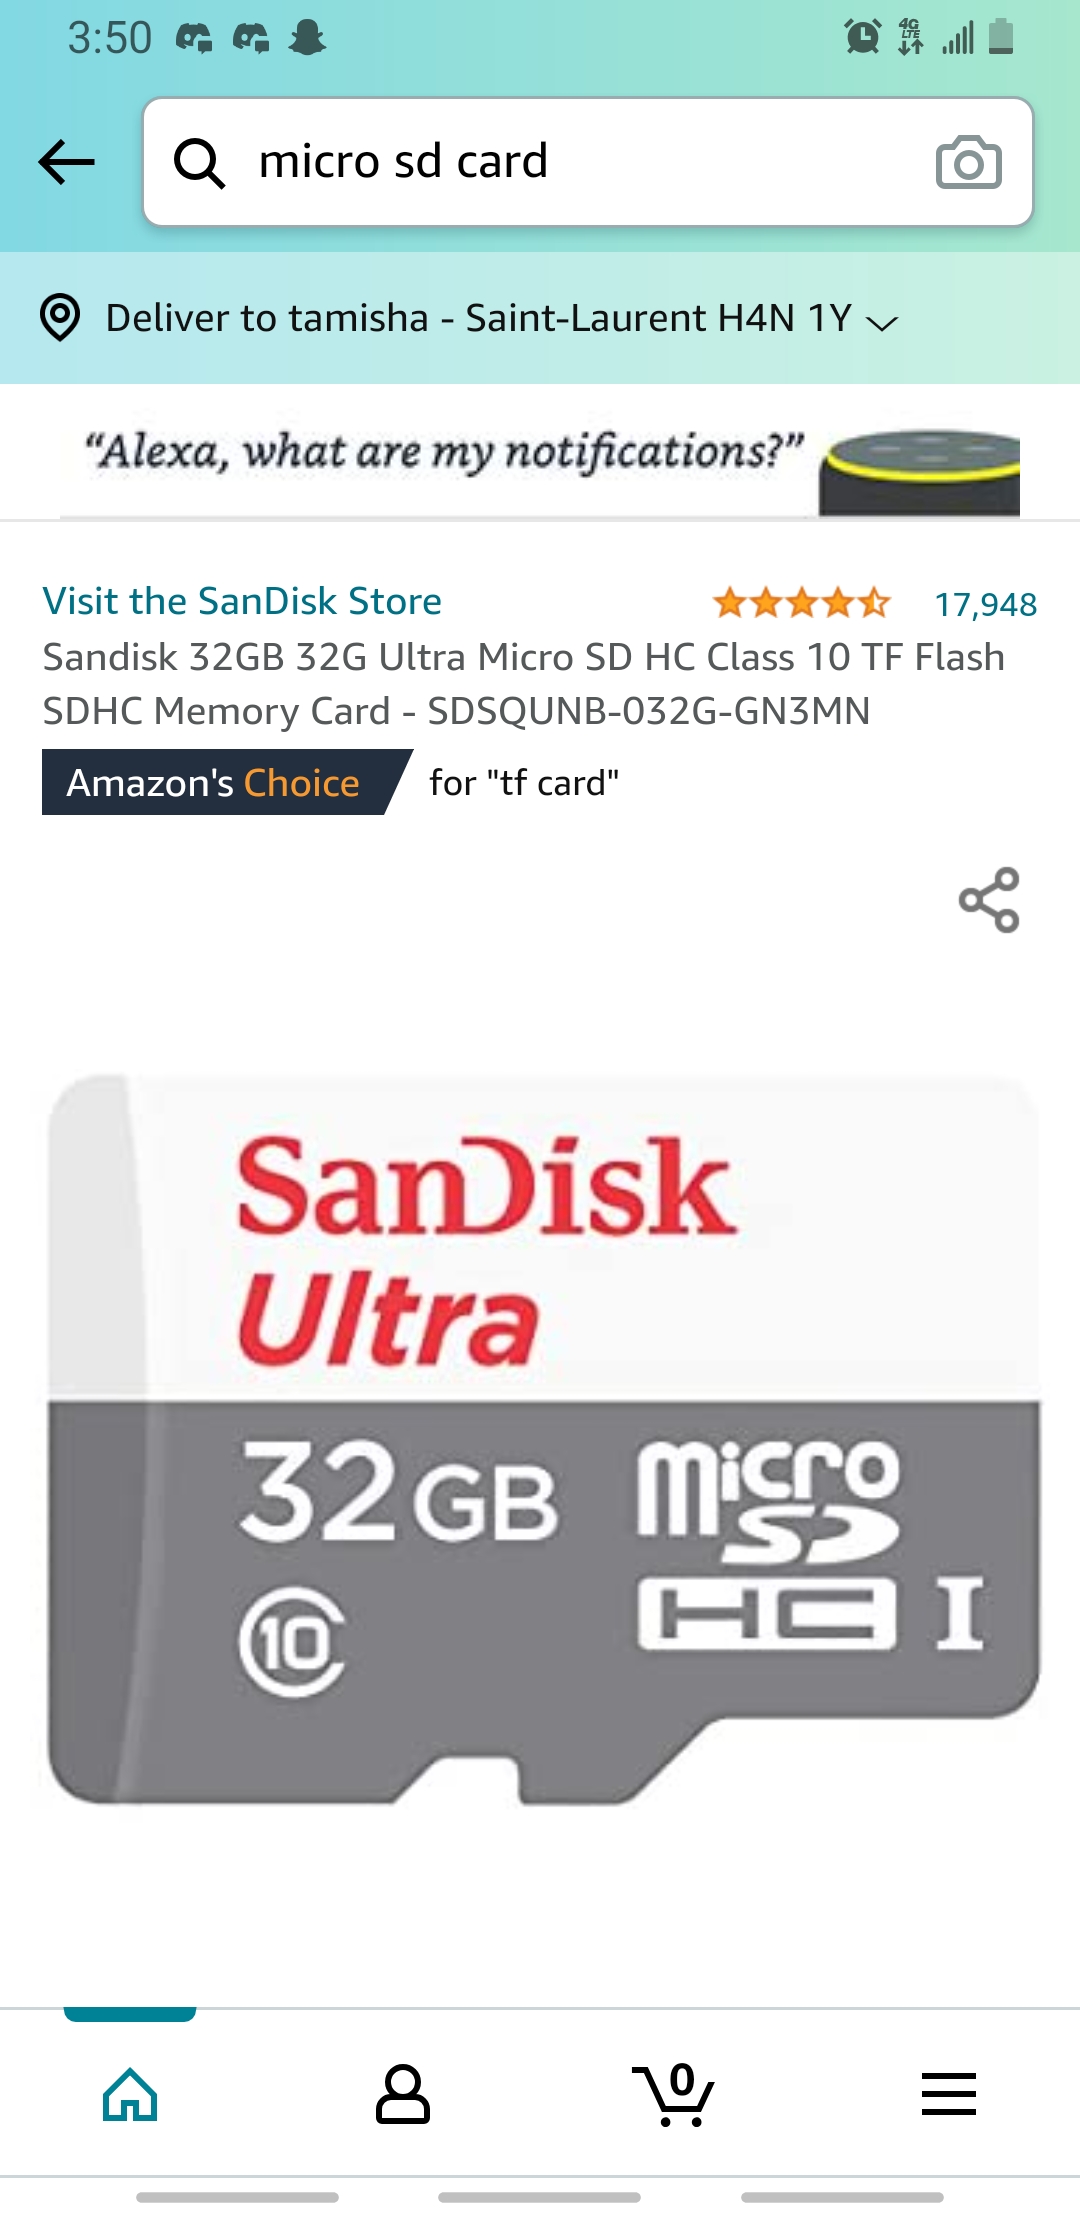 3:50
4G
LTE
micro sd card
Deliver to tamisha - Saint-Laurent H4N 1Y
“Alexa, what are my notifications?”
Visit the SanDisk Store 17,948
Sandisk 32GB 32G Ultra Micro SD HC Class 10 TF Flash
SDHC Memory Card - SDSQUNB-032G-GN3MN
Amazon's Choice for "tf card"
SanDisk
Ultra
32GB micro
SD
10 HC I
0